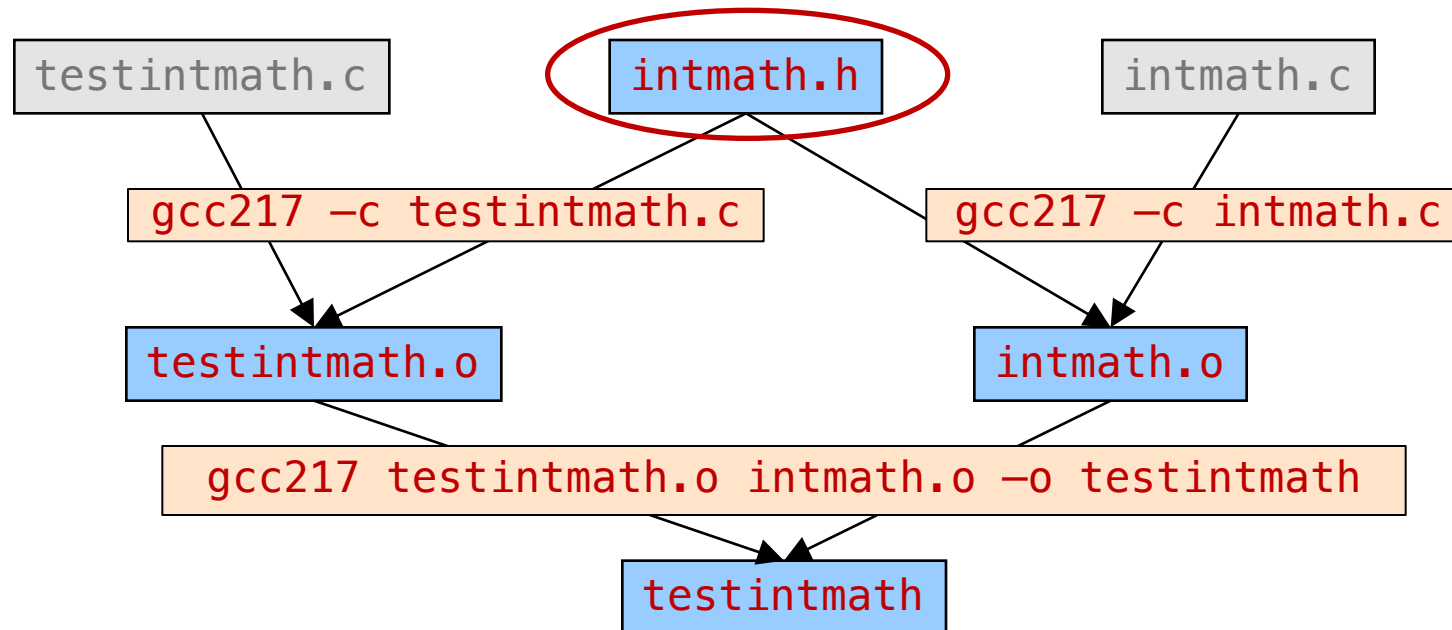 testintmath.c
intmath.h
intmath.c
gcc217 –c testintmath.c
gcc217 –c intmath.c
testintmath.o
intmath.o
gcc217 testintmath.o intmath.o –o testintmath
testintmath